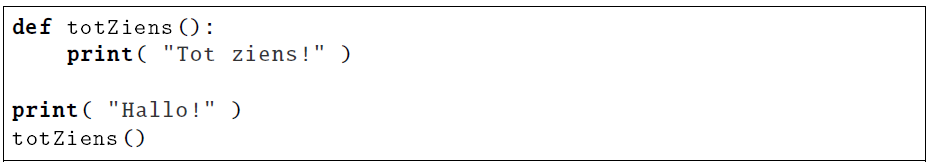 def totZiens():
    print( "Tot ziens!" )
print( "Hallo!" )
totZiens()